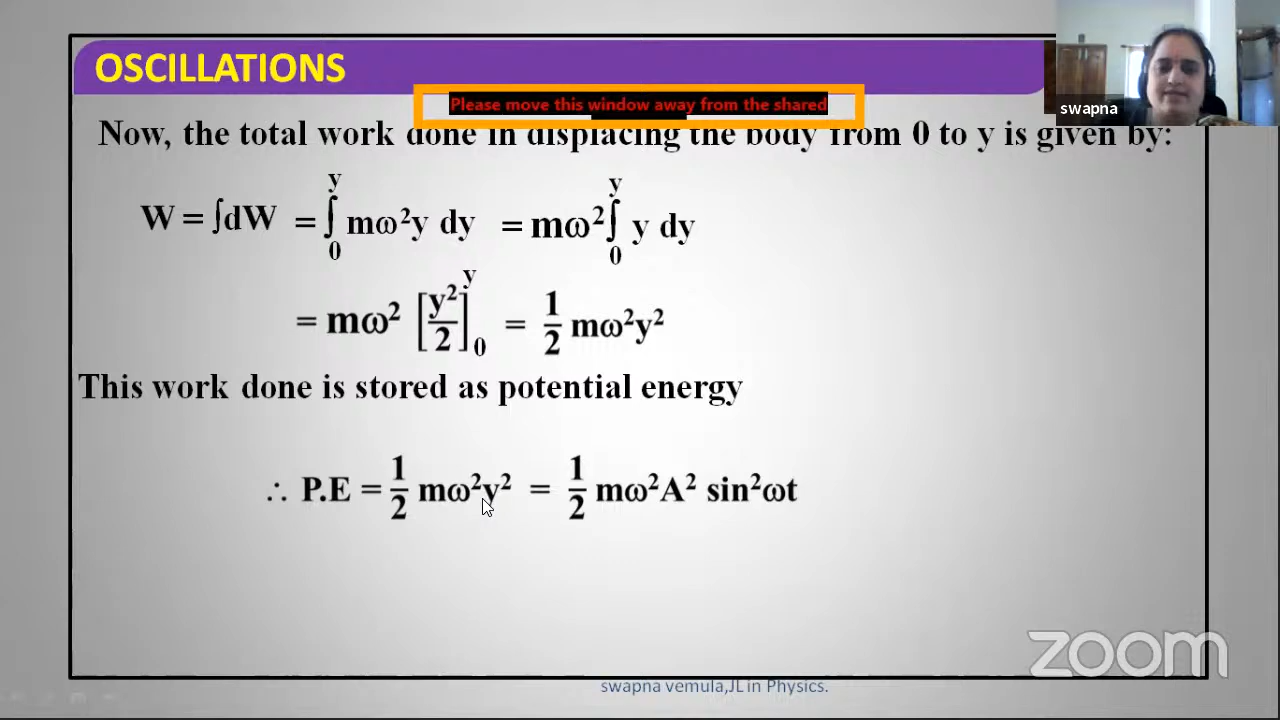 OSCILLATIONS
Please move this window away from the shared
swapna
Now, the total work done in displacing the body from 0 to y is given by:
W = ∫dW = ∫₀ʸ mω²y dy = mω² ∫₀ʸ y dy
= mω² [y²/2]₀ʸ = 1/2 mω²y²
This work done is stored as potential energy
∴ P.E = 1/2 mω²y² = 1/2 mω²A² sin²ωt
zoom
swapna vemula,JL in Physics.